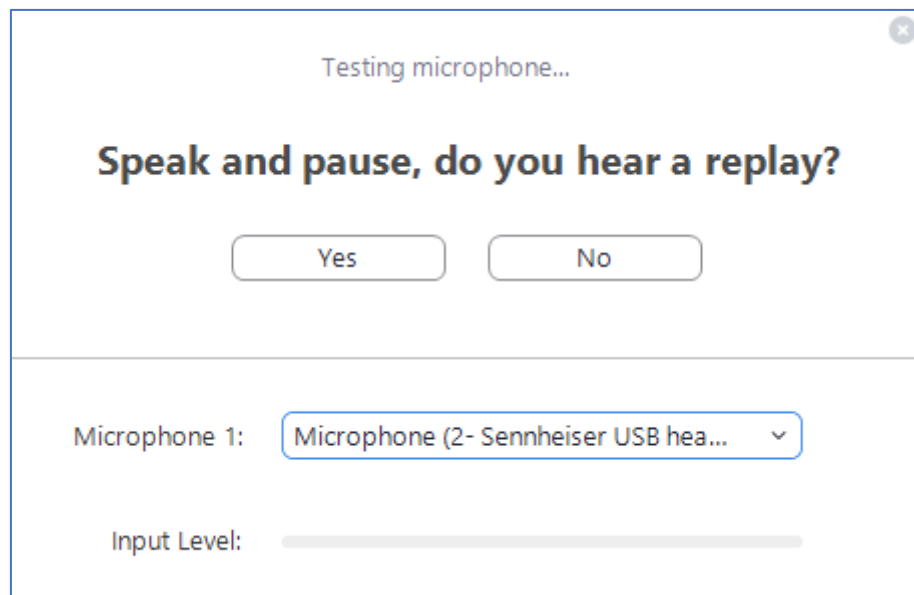 Testing microphone...
Speak and pause, do you hear a replay?
Yes No
Microphone 1: Microphone (2- Sennheiser USB hea...
Input Level: